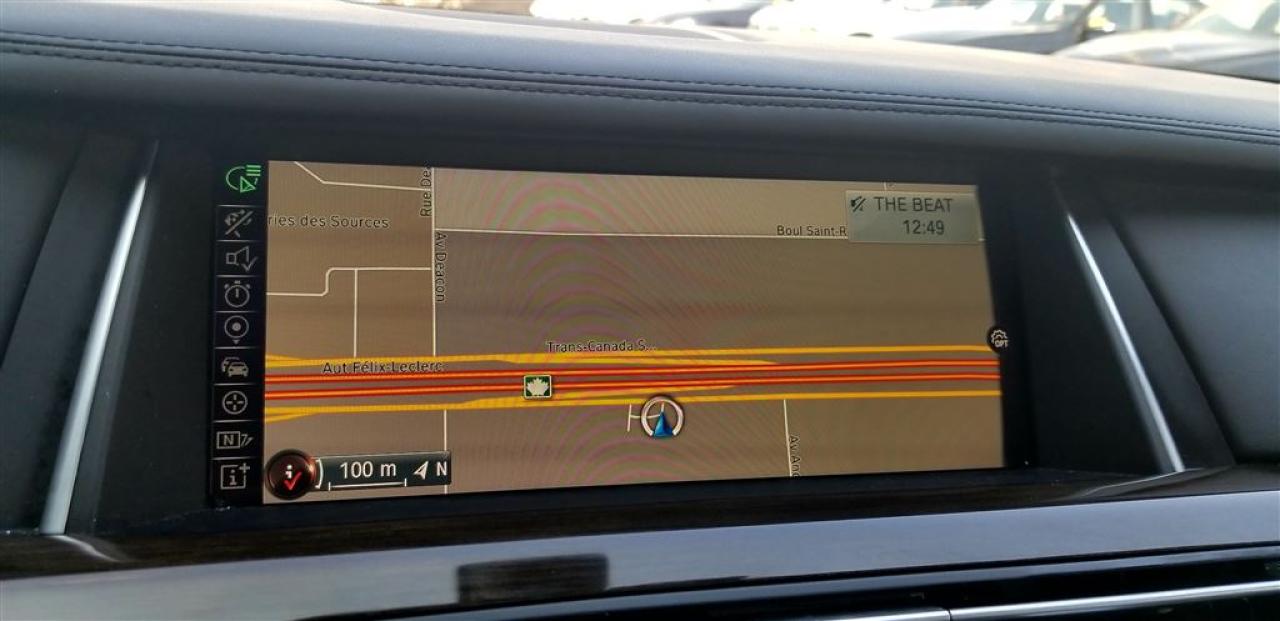 Rue Da
ries des Sources
THE BEAT
12:49
Boul Saint-R
Av Deacon
Trans-Canada S...
OPT
Aut Félix-Leclerc
Av And
100 m
N
N
i